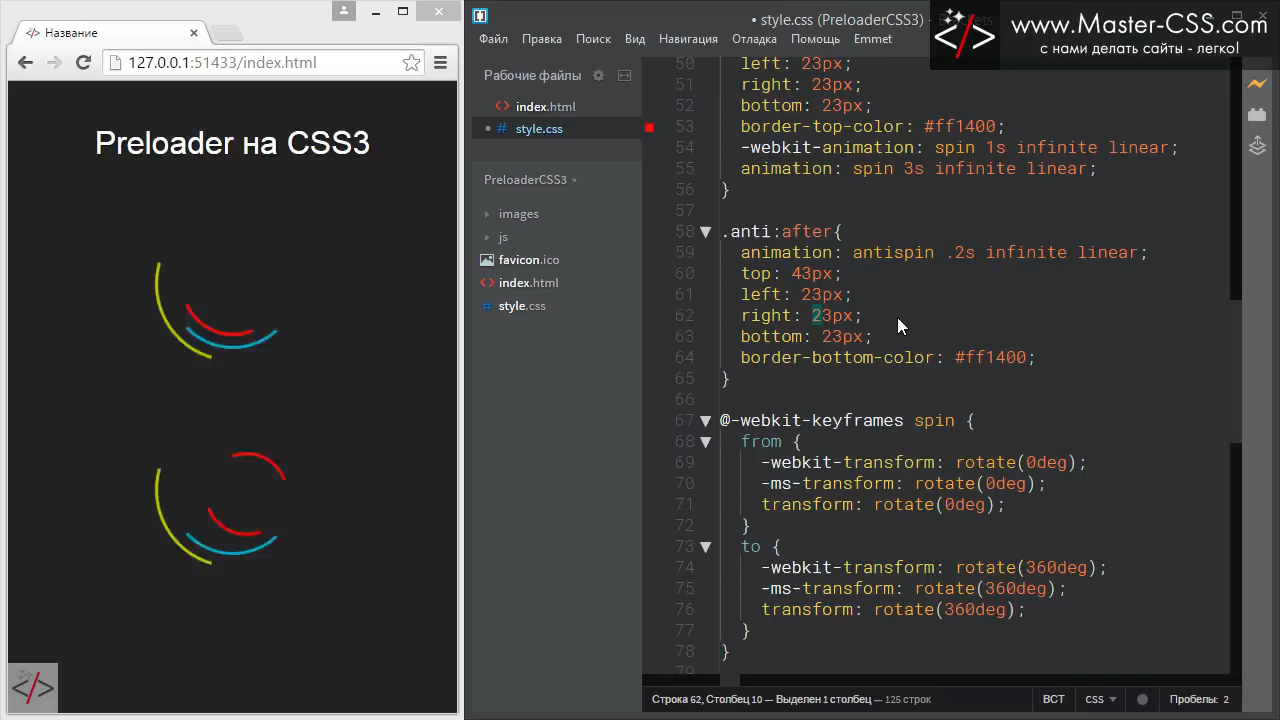 Название
127.0.0.1:51433/index.html
Preloader на CSS3
• style.css (PreloaderCSS3) - Brackets
www.Master-CSS.com
с нами делать сайты - легко!
Файл Правка Поиск Вид Навигация Отладка Помощь Emmet
Рабочие файлы
index.html
style.css
PreloaderCSS3
images
js
favicon.ico
index.html
style.css
50 left: 23px;
51 right: 23px;
52 bottom: 23px;
53 border-top-color: #ff1400;
54 -webkit-animation: spin 1s infinite linear;
55 animation: spin 3s infinite linear;
56 }
57
58 .anti:after{
59 animation: antispin .2s infinite linear;
60 top: 43px;
61 left: 23px;
62 right: 23px;
63 bottom: 23px;
64 border-bottom-color: #ff1400;
65 }
66
67 @-webkit-keyframes spin {
68 from {
69 -webkit-transform: rotate(0deg);
70 -ms-transform: rotate(0deg);
71 transform: rotate(0deg);
72 }
73 to {
74 -webkit-transform: rotate(360deg);
75 -ms-transform: rotate(360deg);
76 transform: rotate(360deg);
77 }
78 }
79
Строка 62, Столбец 10 — Выделен 1 столбец — 125 строк
ВСТ CSS Пробелы: 2